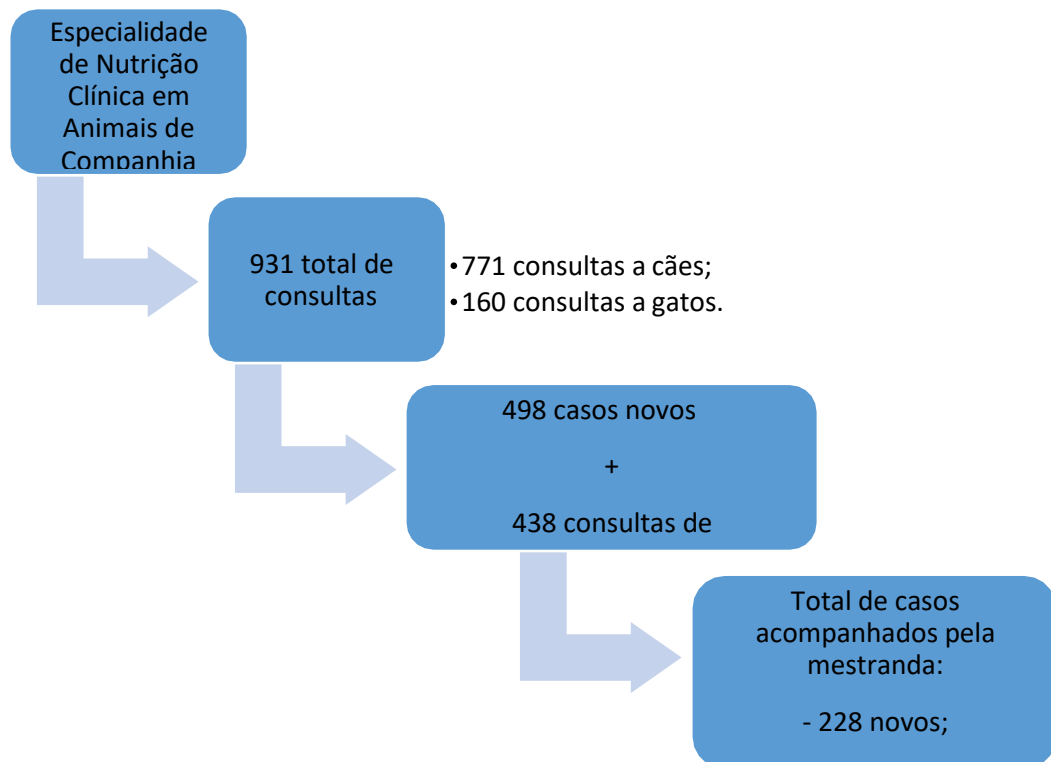 Especialidade
de Nutrição
Clínica em
Animais de
Companhia
931 total de
consultas
•771 consultas a cães;
•160 consultas a gatos.
498 casos novos
+
438 consultas de
Total de casos
acompanhados pela
mestranda:
- 228 novos;